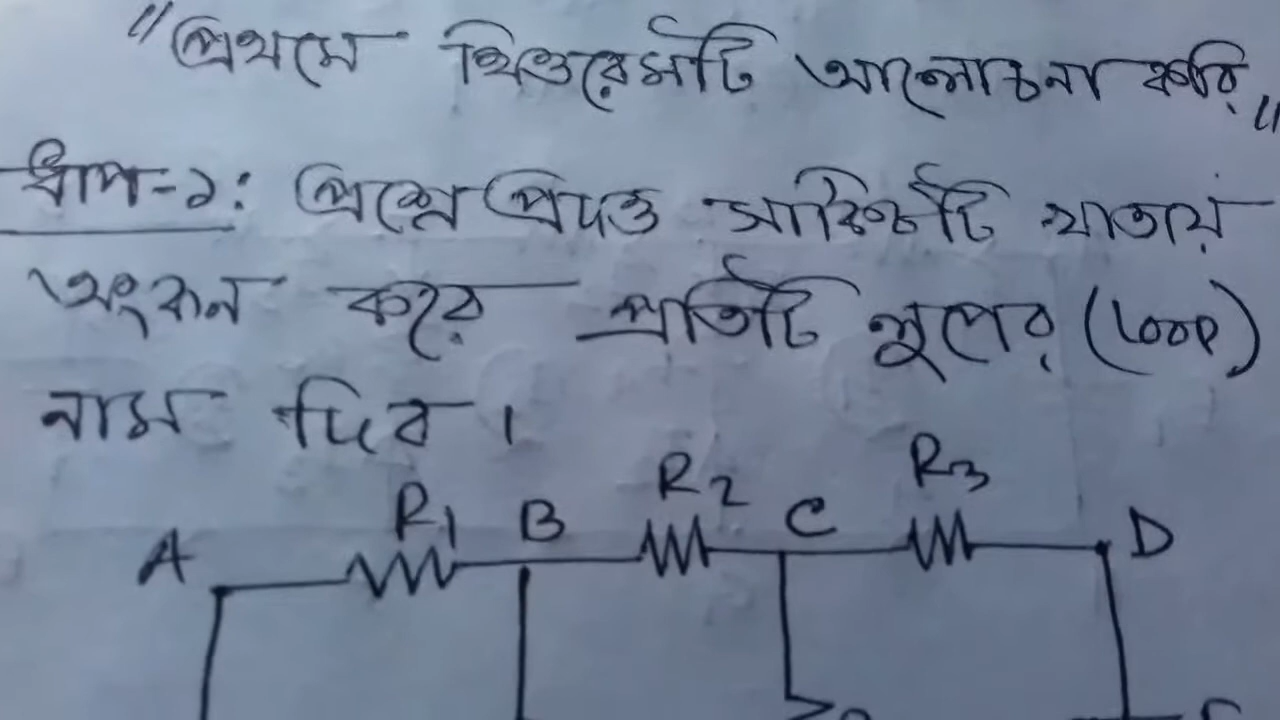 "প্রথমে থিওরেমটি আলোচনা করি"
ধাপ-১: প্রশ্নে প্রদত্ত সার্কিটটি খাতায়
অংকন করে প্রতিটি লুপের (Loop)
নাম দিব।
R1 B R2 C R3
A D